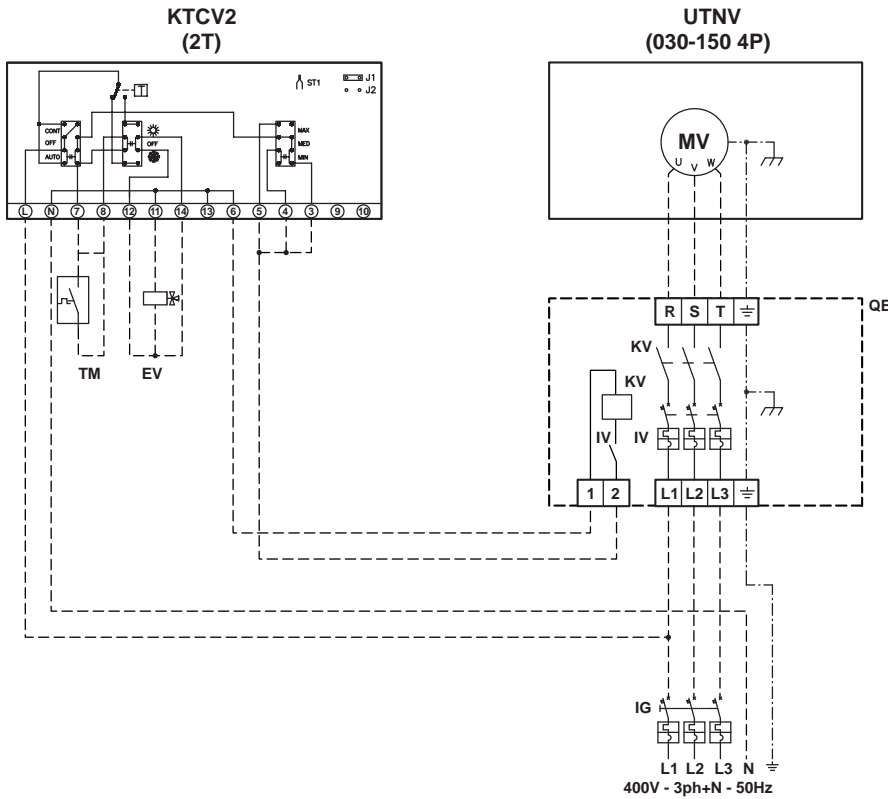 KTCV2
(2T)
UTNV
(030-150 4P)
T
ST1
J1
J2
CONT
OFF
AUTO
OFF
MAX
MED
MIN
MV
U V W
L N 7 8 12 11 14 13 6 5 4 3 9 10
TM
EV
R S T
QE
KV
KV
IV
IV
1 2
L1 L2 L3
IG
L1 L2 L3 N
400V - 3ph+N - 50Hz